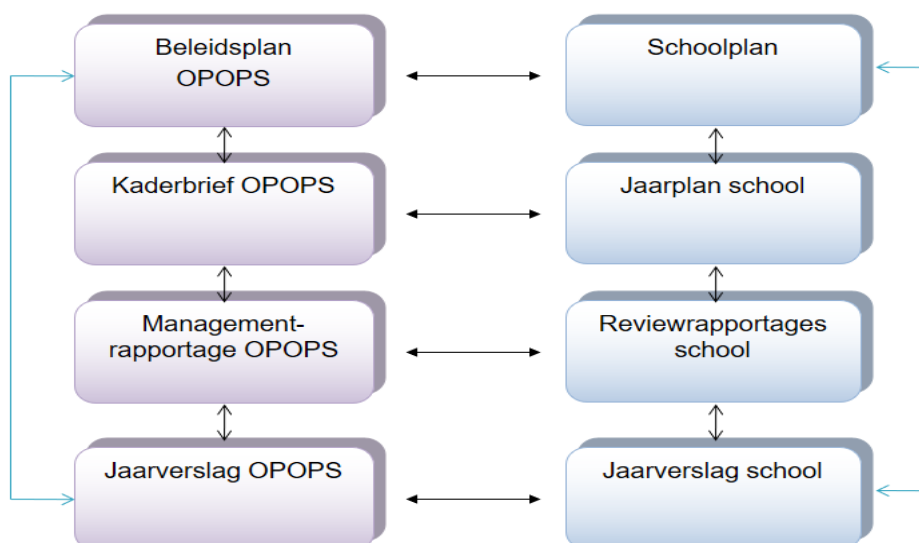 Beleidsplan
OPOPS
Schoolplan
Kaderbrief OPOPS
Jaarplan school
Management-
rapportage OPOPS
Reviewrapportages
school
Jaarverslag OPOPS
Jaarverslag school